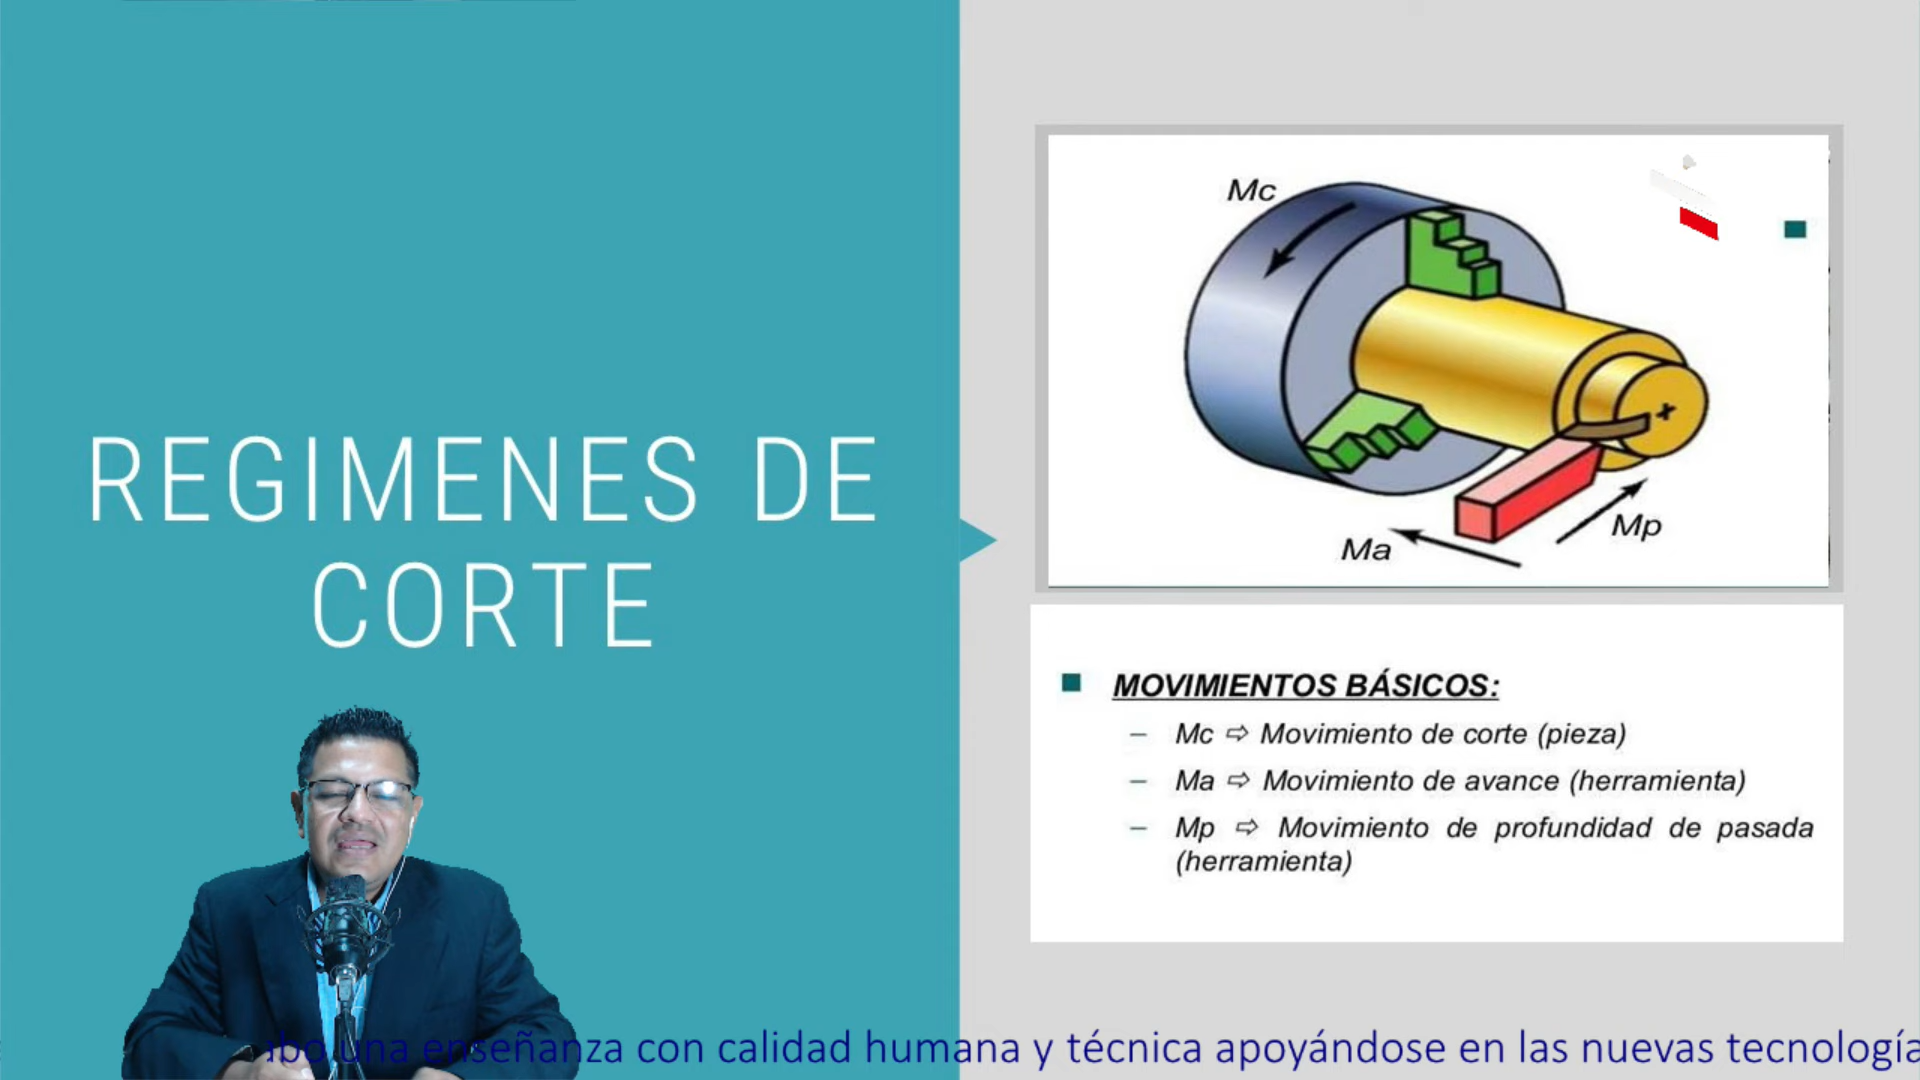 REGIMENES DE
CORTE
Mc
Ma
Mp
MOVIMIENTOS BÁSICOS:
– Mc ⇨ Movimiento de corte (pieza)
– Ma ⇨ Movimiento de avance (herramienta)
– Mp ⇨ Movimiento de profundidad de pasada
(herramienta)
una enseñanza con calidad humana y técnica apoyándose en las nuevas tecnología